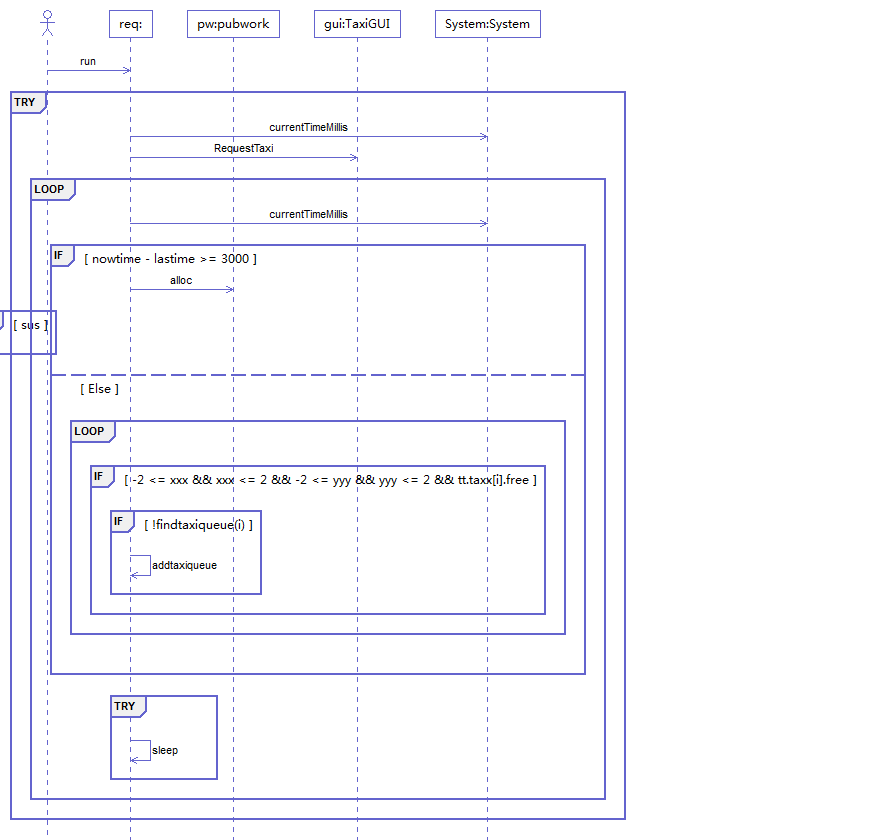 req:
pw:pubwork
gui:TaxiGUI
System:System
run
TRY
currentTimeMillis
RequestTaxi
LOOP
currentTimeMillis
IF
[ nowtime - lastime >= 3000 ]
alloc
[ sus ]
[ Else ]
LOOP
IF
[ -2 <= xxx && xxx <= 2 && -2 <= yyy && yyy <= 2 && tt.taxx[i].free ]
IF
[ !findtaxiqueue(i) ]
addtaxiqueue
TRY
sleep